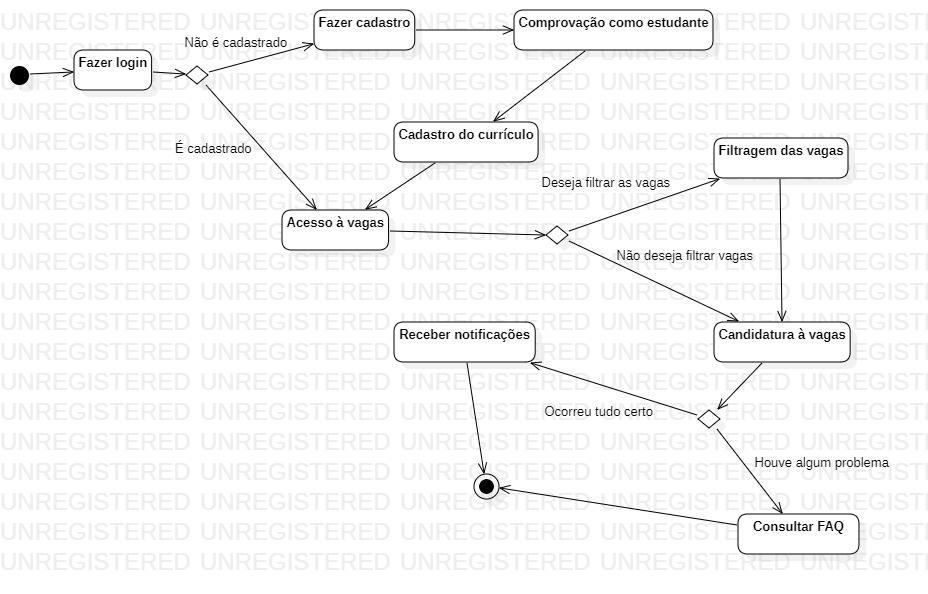 Fazer cadastro
Comprovação como estudante
Não é cadastrado
Fazer login
Cadastro do currículo
É cadastrado
Filtragem das vagas
Deseja filtrar as vagas
Acesso à vagas
Não deseja filtrar vagas
Receber notificações
Candidatura à vagas
Ocorreu tudo certo
Houve algum problema
Consultar FAQ
UNREGISTERED UNREGISTERED UNREGISTERED UNREGISTERED